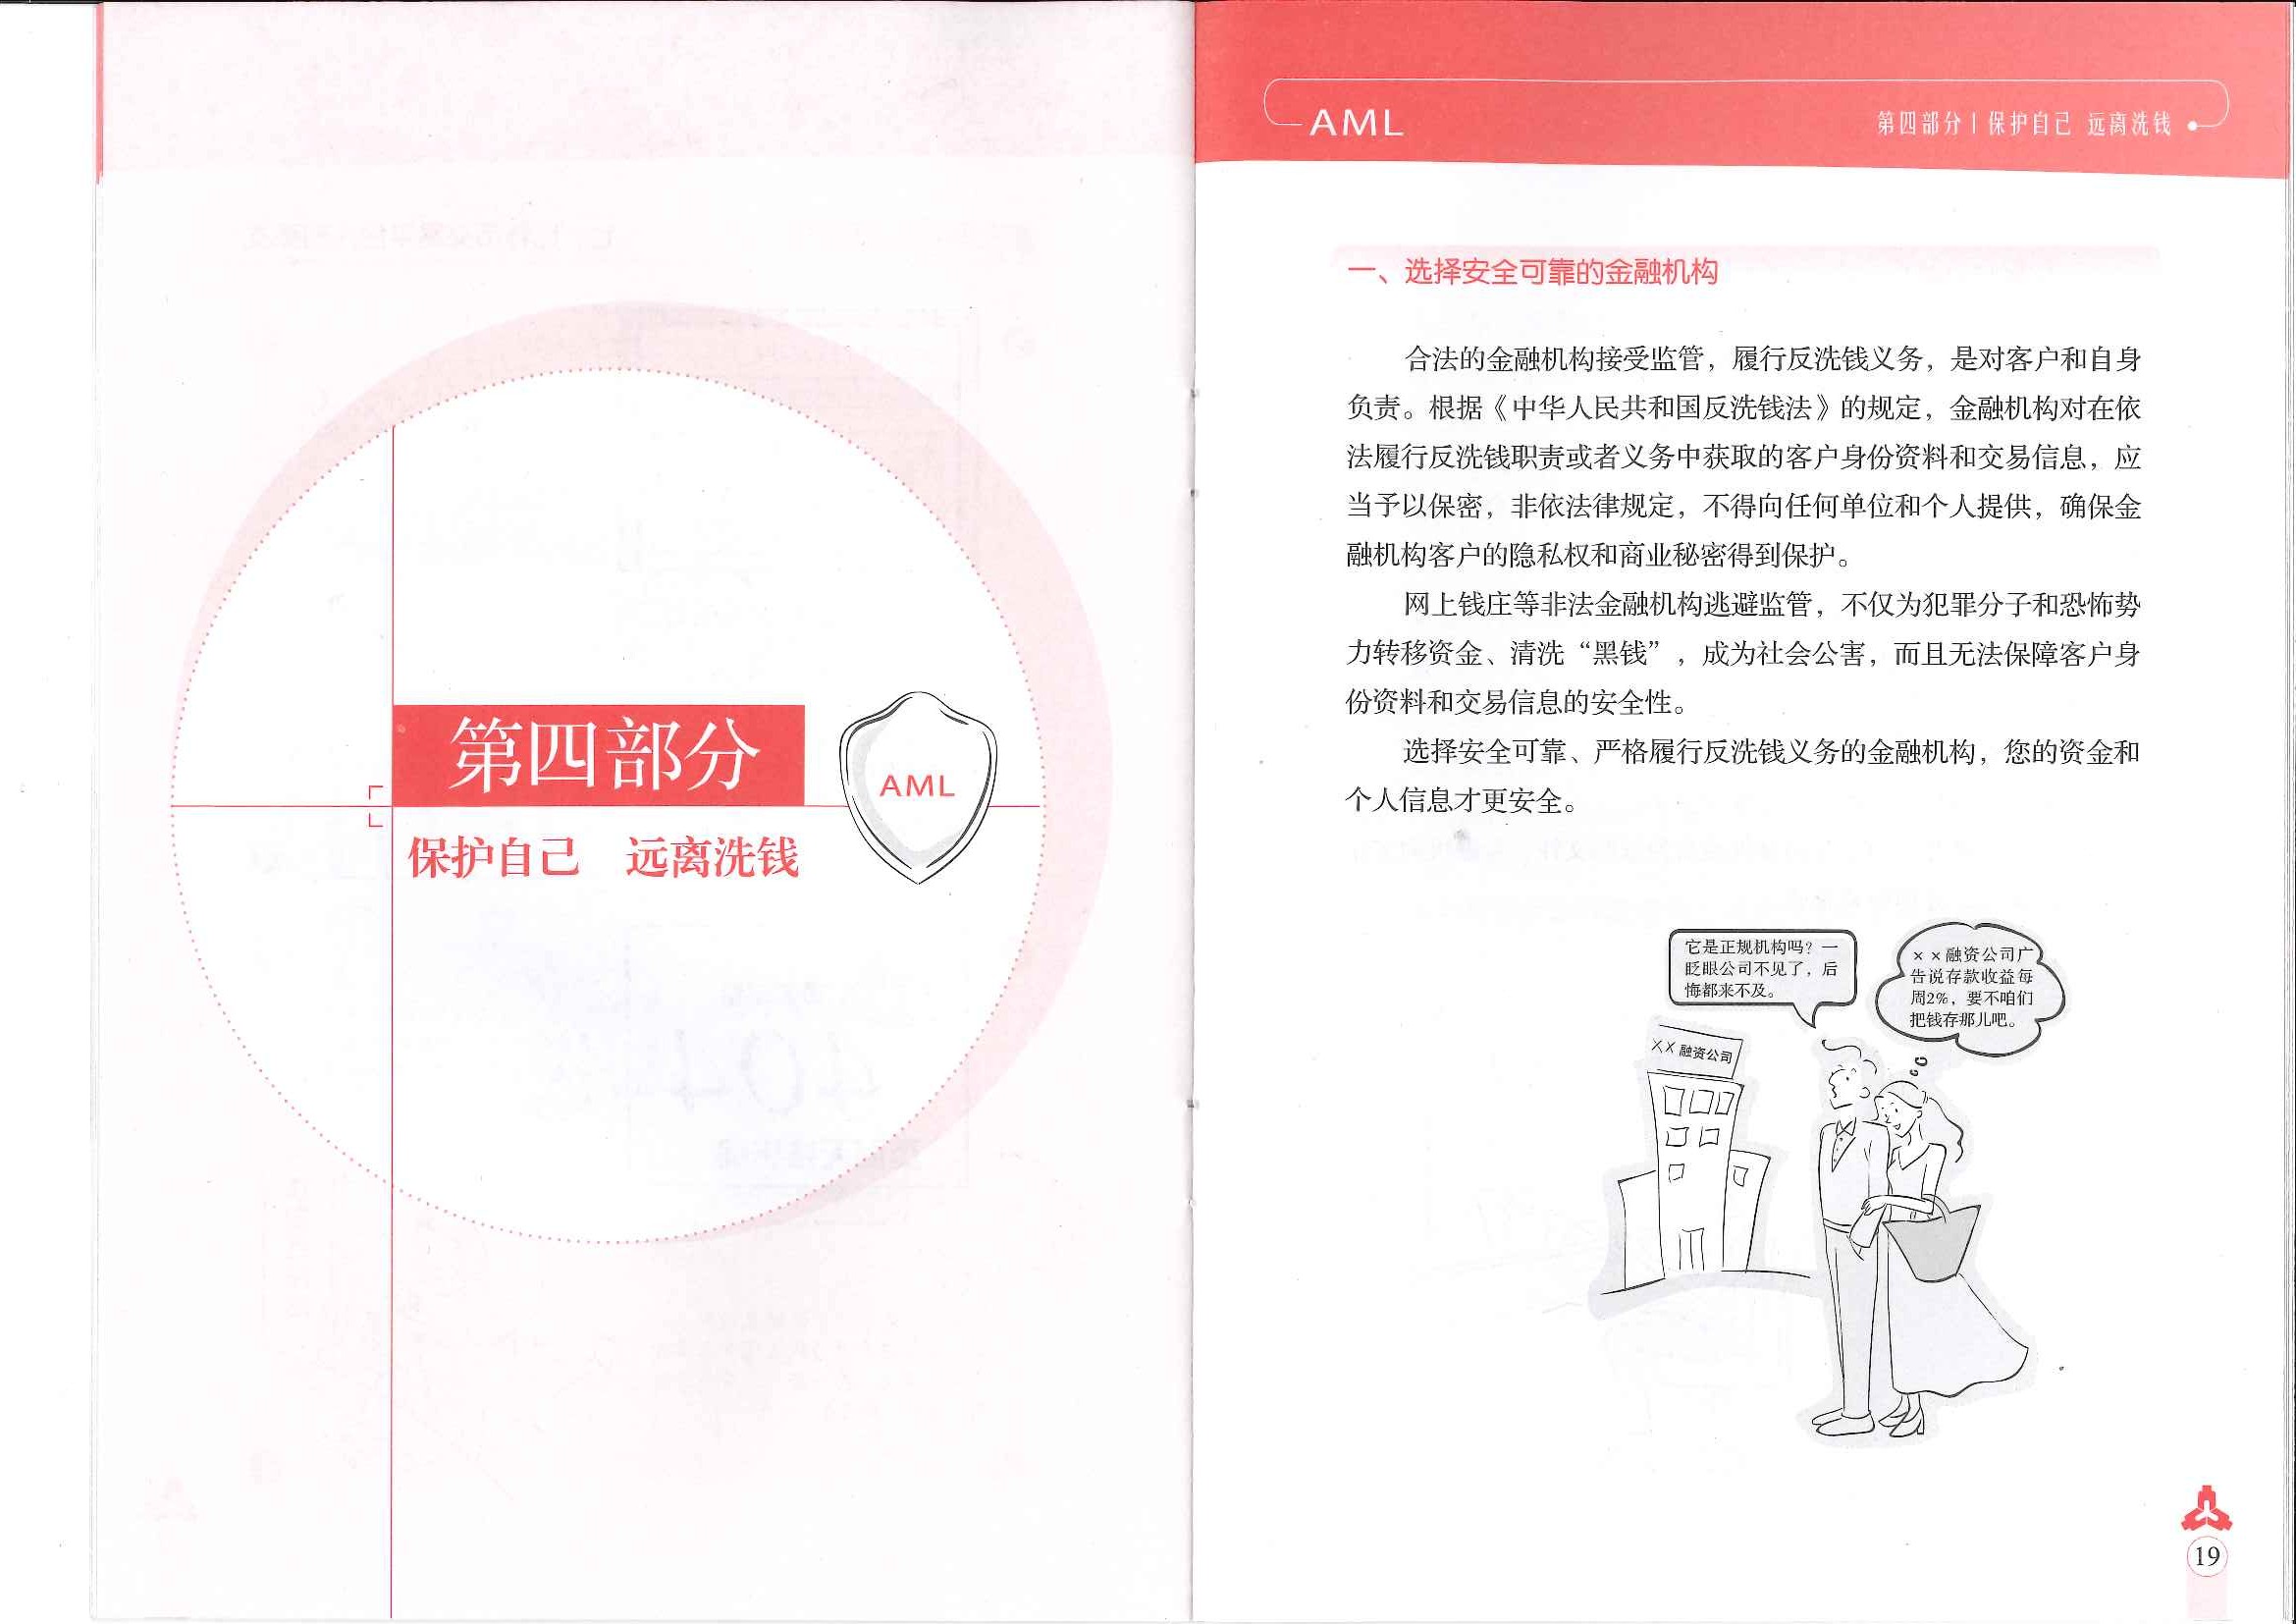 第四部分
AML
保护自己 远离洗钱
AML
第四部分 | 保护自己 远离洗钱
一、选择安全可靠的金融机构
合法的金融机构接受监管，履行反洗钱义务，是对客户和自身
负责。根据《中华人民共和国反洗钱法》的规定，金融机构对在依
法履行反洗钱职责或者义务中获取的客户身份资料和交易信息，应
当予以保密，非依法律规定，不得向任何单位和个人提供，确保金
融机构客户的隐私权和商业秘密得到保护。
网上钱庄等非法金融机构逃避监管，不仅为犯罪分子和恐怖势
力转移资金、清洗“黑钱”，成为社会公害，而且无法保障客户身
份资料和交易信息的安全性。
选择安全可靠、严格履行反洗钱义务的金融机构，您的资金和
个人信息才更安全。
它是正规机构吗？一
眨眼公司不见了，后
悔都来不及。
××融资公司广
告说存款收益每
周2%，要不咱们
把钱存那儿吧。
××融资公司
19